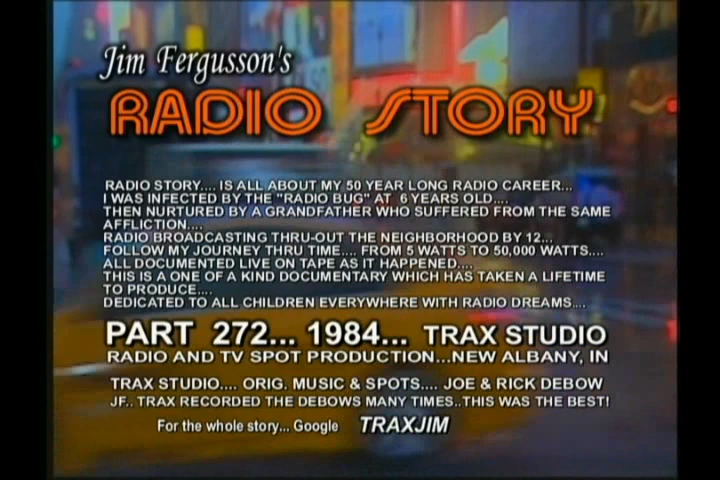 Jim Fergusson's
RADIO STORY
RADIO STORY.... IS ALL ABOUT MY 50 YEAR LONG RADIO CAREER...
I WAS INFECTED BY THE "RADIO BUG" AT 6 YEARS OLD....
THEN NURTURED BY A GRANDFATHER WHO SUFFERED FROM THE SAME
AFFLICTION....
RADIO BROADCASTING THRU-OUT THE NEIGHBORHOOD BY 12...
FOLLOW MY JOURNEY THRU TIME.... FROM 5 WATTS TO 50,000 WATTS....
ALL DOCUMENTED LIVE ON TAPE AS IT HAPPENED....
THIS IS A ONE OF A KIND DOCUMENTARY WHICH HAS TAKEN A LIFETIME
TO PRODUCE....
DEDICATED TO ALL CHILDREN EVERYWHERE WITH RADIO DREAMS....
PART 272... 1984... TRAX STUDIO
RADIO AND TV SPOT PRODUCTION...NEW ALBANY, IN
TRAX STUDIO.... ORIG. MUSIC & SPOTS.... JOE & RICK DEBOW
JF.. TRAX RECORDED THE DEBOWS MANY TIMES..THIS WAS THE BEST!
For the whole story... Google TRAXJIM